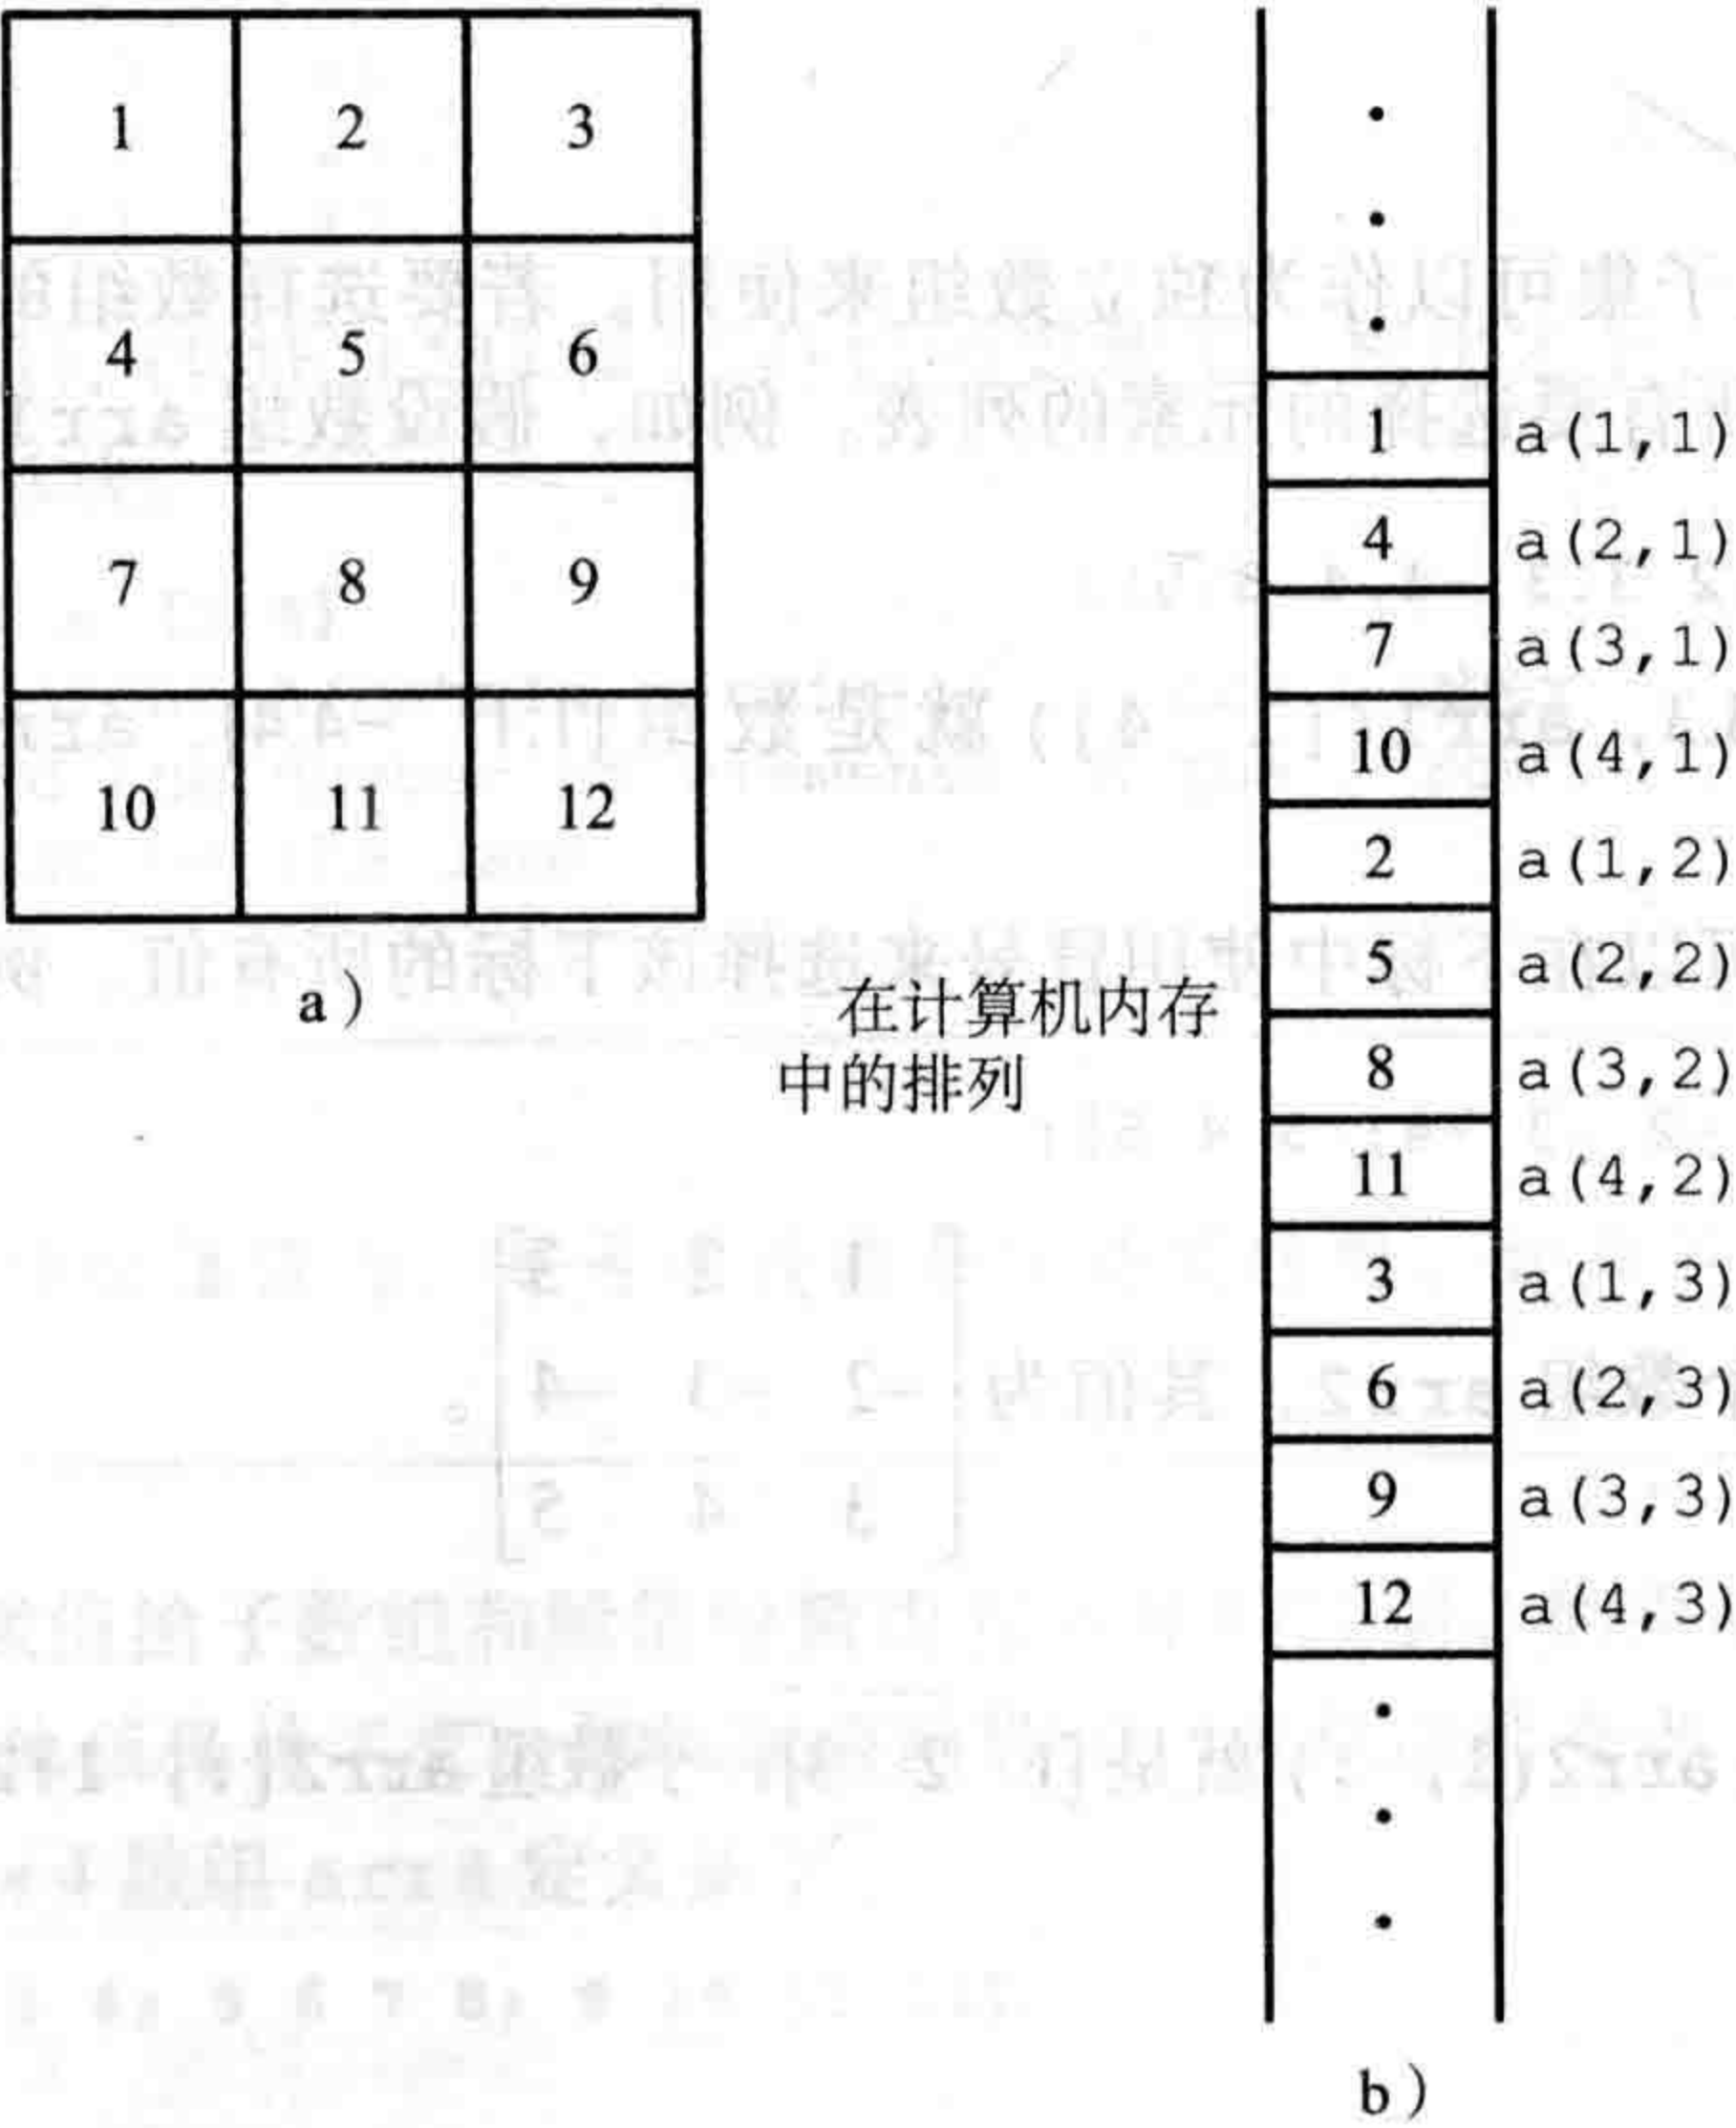 1 2 3
4 5 6
7 8 9
10 11 12
a）
在计算机内存
中的排列
1 a(1,1)
4 a(2,1)
7 a(3,1)
10 a(4,1)
2 a(1,2)
5 a(2,2)
8 a(3,2)
11 a(4,2)
3 a(1,3)
6 a(2,3)
9 a(3,3)
12 a(4,3)
b）